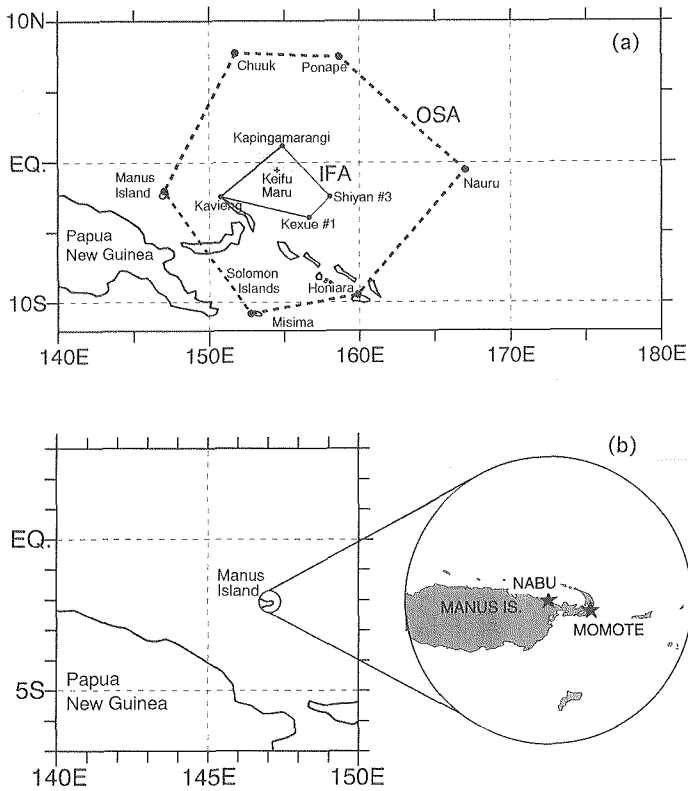 10N
(a)
Chuuk
Ponape
OSA
Kapingamarangi
EQ.
IFA
Manus
Island
Keifu
Maru
Nauru
Kavieng
Shiyan #3
Kexue #1
Papua
New Guinea
Solomon
Islands
Honiara
10S
Misima
140E
150E
160E
170E
180E
(b)
EQ.
Manus
Island
NABU
MANUS IS.
MOMOTE
5S
Papua
New Guinea
140E
145E
150E